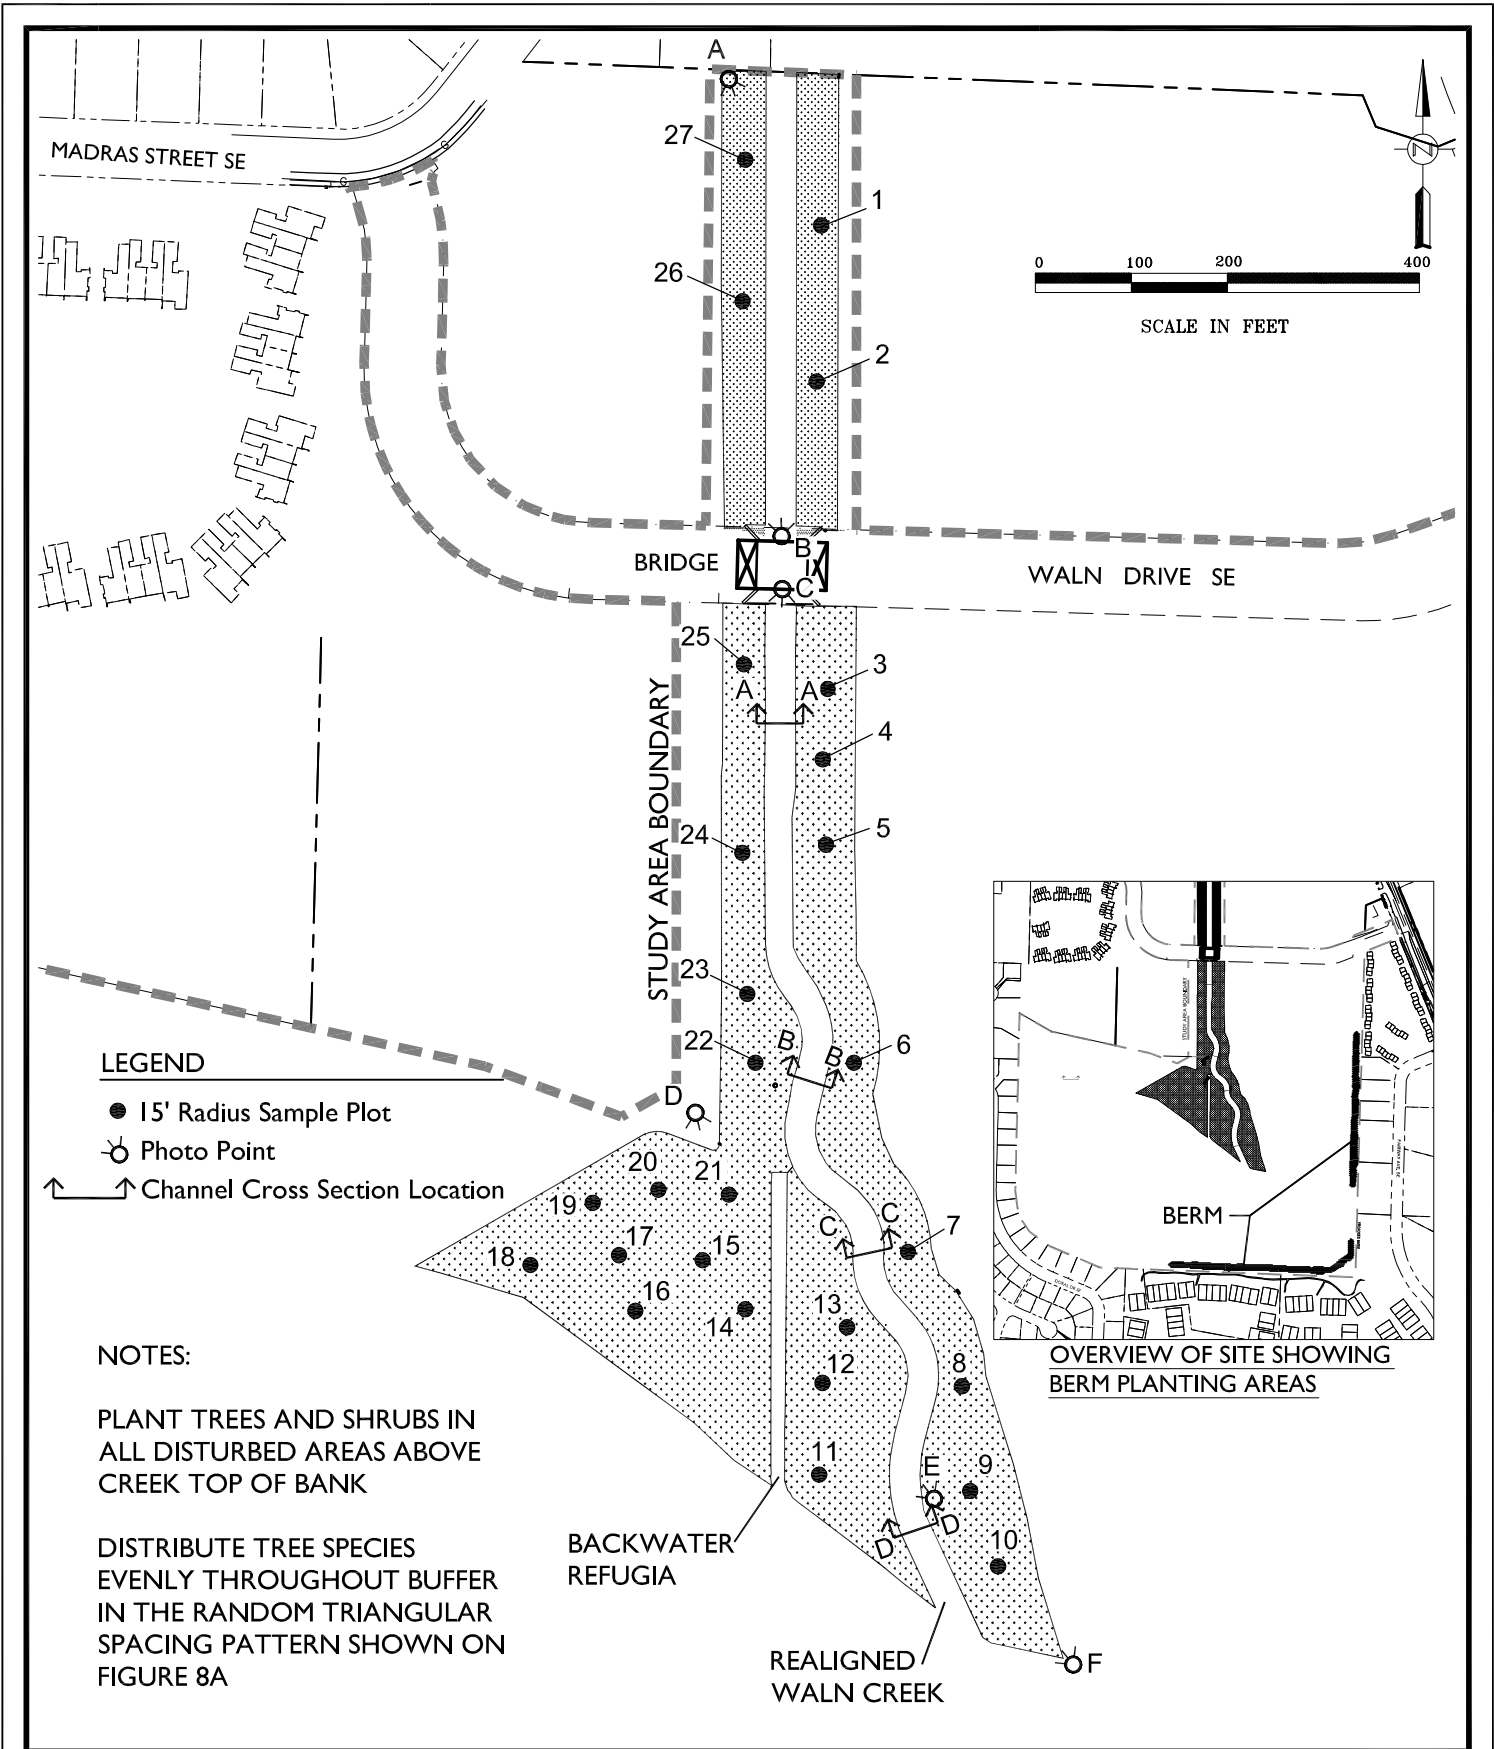 A
MADRAS STREET SE
G
G
27
1
26
2
N
0 100 200 400
SCALE IN FEET
BRIDGE
B
C
WALN DRIVE SE
25
3
A A
4
STUDY AREA BOUNDARY
24
5
23
22
B B
6
D
LEGEND
15' Radius Sample Plot
Photo Point
Channel Cross Section Location
20
21
19
C C
7
17
15
18
16
14
13
BERM
12
8
OVERVIEW OF SITE SHOWING
BERM PLANTING AREAS
NOTES:
PLANT TREES AND SHRUBS IN
ALL DISTURBED AREAS ABOVE
CREEK TOP OF BANK
11
E
9
D D
10
DISTRIBUTE TREE SPECIES
EVENLY THROUGHOUT BUFFER
IN THE RANDOM TRIANGULAR
SPACING PATTERN SHOWN ON
FIGURE 8A
BACKWATER
REFUGIA
REALIGNED
WALN CREEK
F
STUDY AREA BOUNDARY